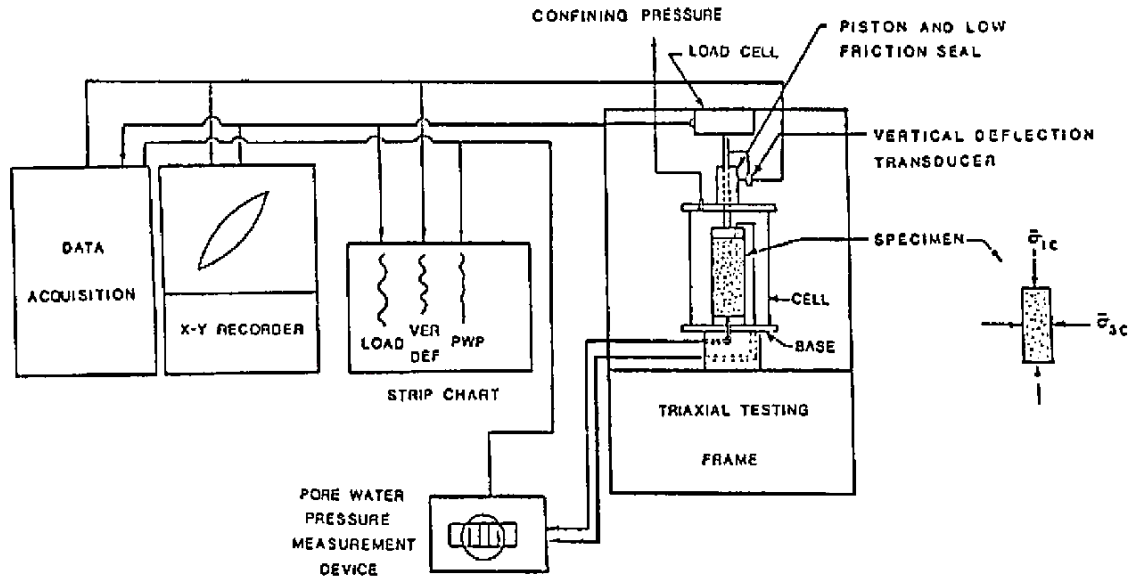 CONFINING PRESSURE
PISTON AND LOW
FRICTION SEAL
LOAD CELL
VERTICAL DEFLECTION
TRANSDUCER
DATA
ACQUISITION
X-Y RECORDER
LOAD
VER
DEF
PWP
STRIP CHART
SPECIMEN
CELL
BASE
σ̄1C
σ̄3C
TRIAXIAL TESTING
FRAME
PORE WATER
PRESSURE
MEASUREMENT
DEVICE